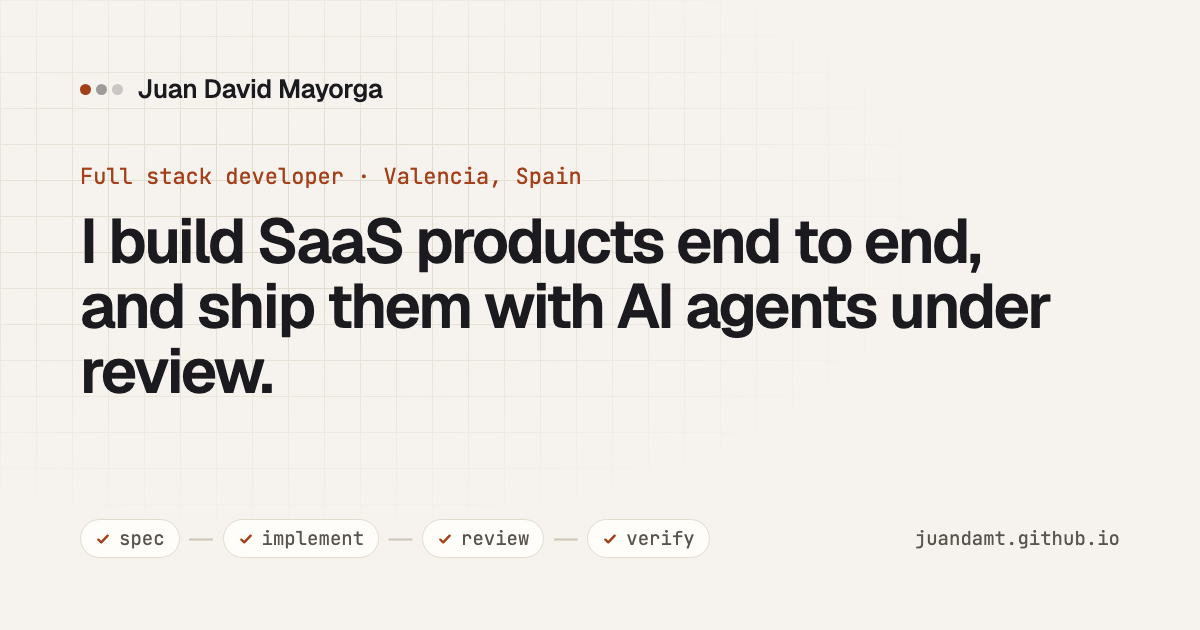 Juan David Mayorga
Full stack developer · Valencia, Spain
I build SaaS products end to end,
and ship them with AI agents under
review.
spec
implement
review
verify
juandamt.github.io